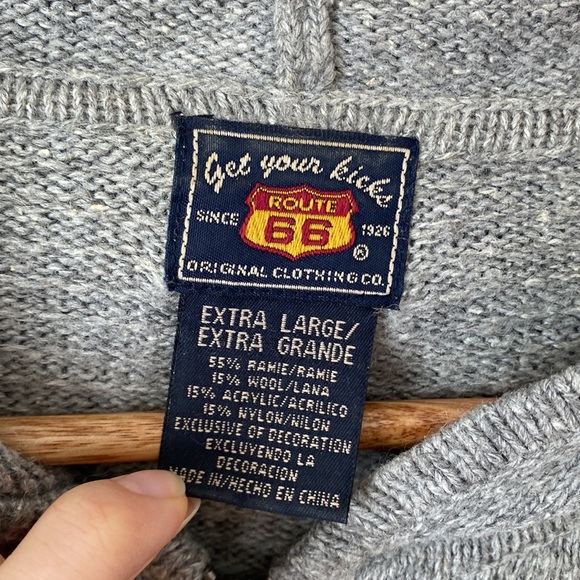 Get your kicks
ROUTE
SINCE 66 1926
®
ORIGINAL CLOTHING CO.
EXTRA LARGE/
EXTRA GRANDE
55% RAMIE/RAMIE
15% WOOL/LANA
15% ACRYLIC/ACRILICO
15% NYLON/NILON
EXCLUSIVE OF DECORATION
EXCLUYENDO LA
DECORACION
MADE IN/HECHO EN CHINA